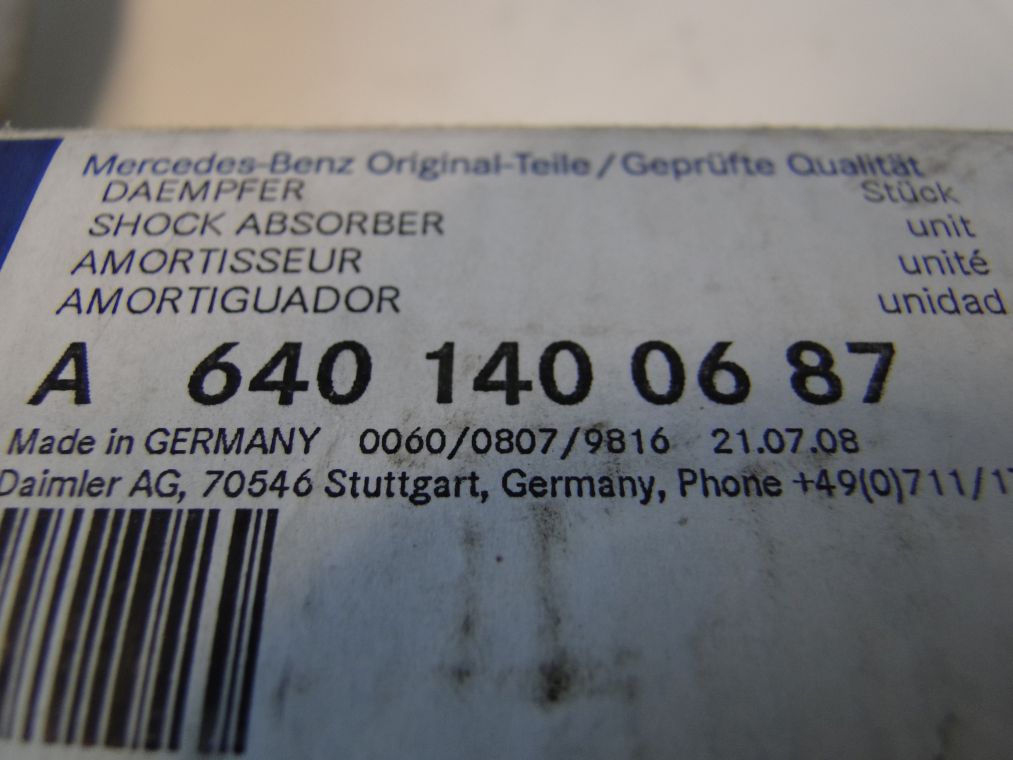 Mercedes-Benz Original-Teile/Geprüfte Qualität
DAEMPFER Stück
SHOCK ABSORBER unit
AMORTISSEUR unité
AMORTIGUADOR unidad
A 640 140 06 87
Made in GERMANY 0060/0807/9816 21.07.08
Daimler AG, 70546 Stuttgart, Germany, Phone +49(0)711/17